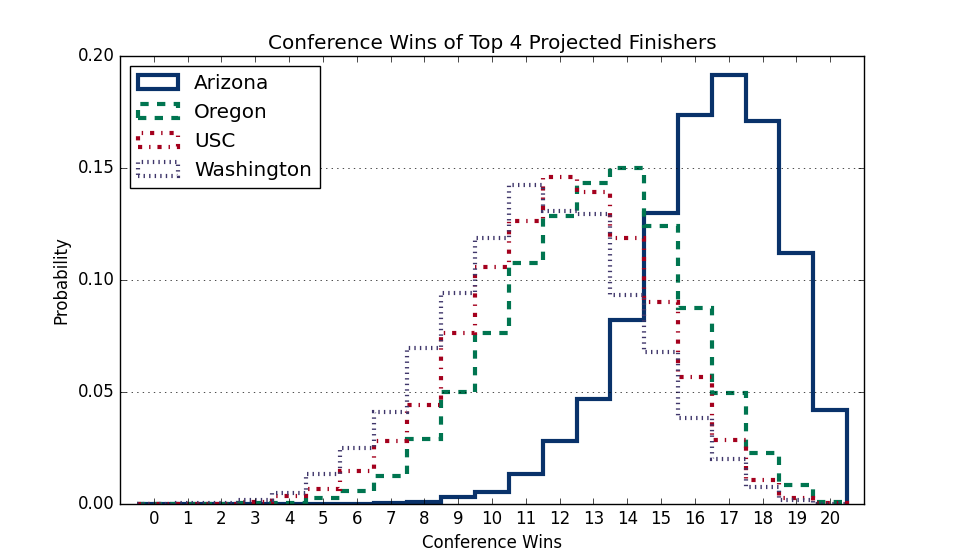 Conference Wins of Top 4 Projected Finishers
Arizona
Oregon
USC
Washington
Probability
0.20
0.15
0.10
0.05
0.00
0 1 2 3 4 5 6 7 8 9 10 11 12 13 14 15 16 17 18 19 20
Conference Wins